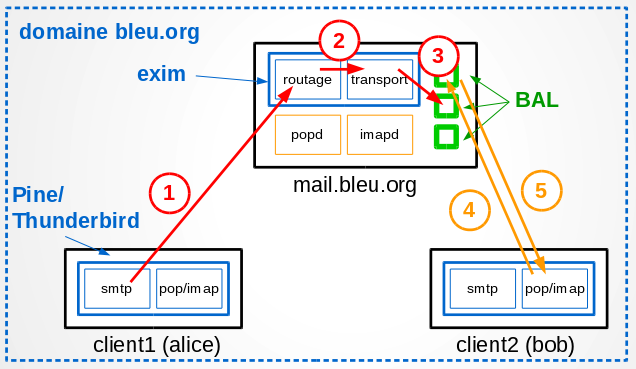 domaine bleu.org
2
3
exim
routage
transport
BAL
popd
imapd
mail.bleu.org
Pine/
Thunderbird
1
4
5
smtp
pop/imap
smtp
pop/imap
client1 (alice)
client2 (bob)